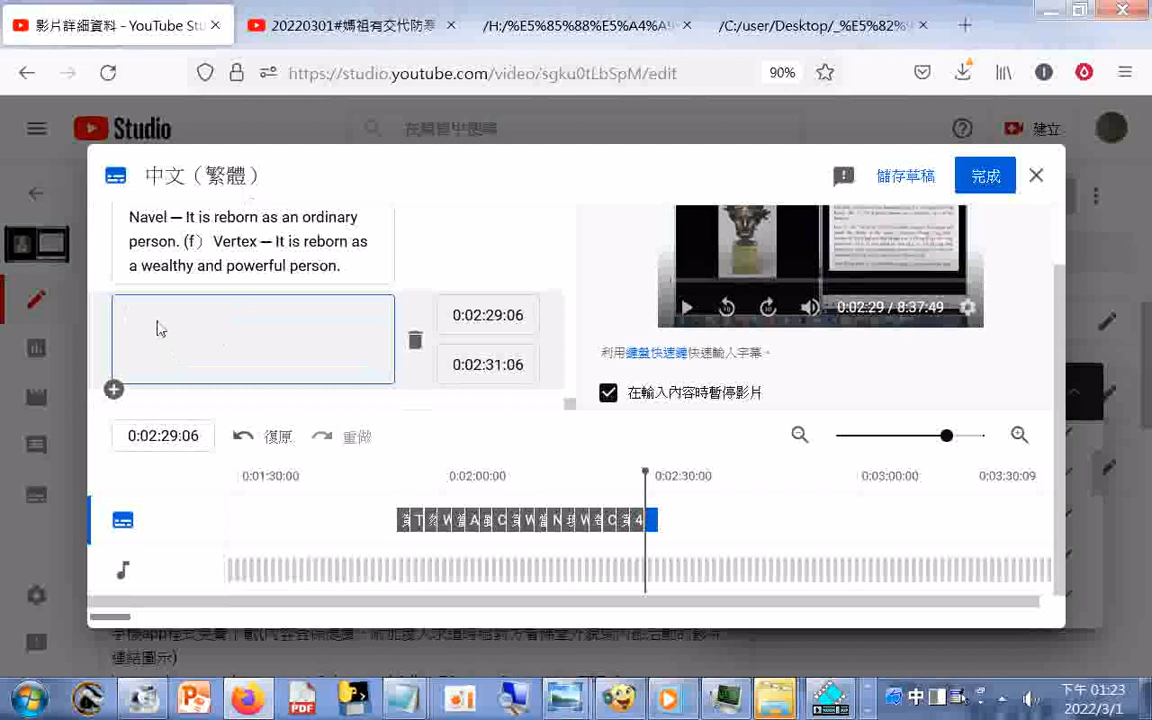 影片詳細資料 - YouTube Stu
20220301#媽祖有交代防
/H:/%E5%85%88%E5%A4%A9
/C:/user/Desktop/_%E5%82%
https://studio.youtube.com/video/sgku0tLbSpM/edit
90%
Studio
建立
中文（繁體）
儲存草稿
完成
Navel — It is reborn as an ordinary
person. (f） Vertex — It is reborn as
a wealthy and powerful person.
0:02:29:06
0:02:31:06
0:02:29 / 8:37:49
利用鍵盤快速鍵快速輸入字幕。
在輸入內容時暫停影片
0:02:29:06
復原
重做
0:01:30:00
0:02:00:00
0:02:30:00
0:03:00:00
0:03:30:09
連結圖示)
中
下午 01:23
2022/3/1